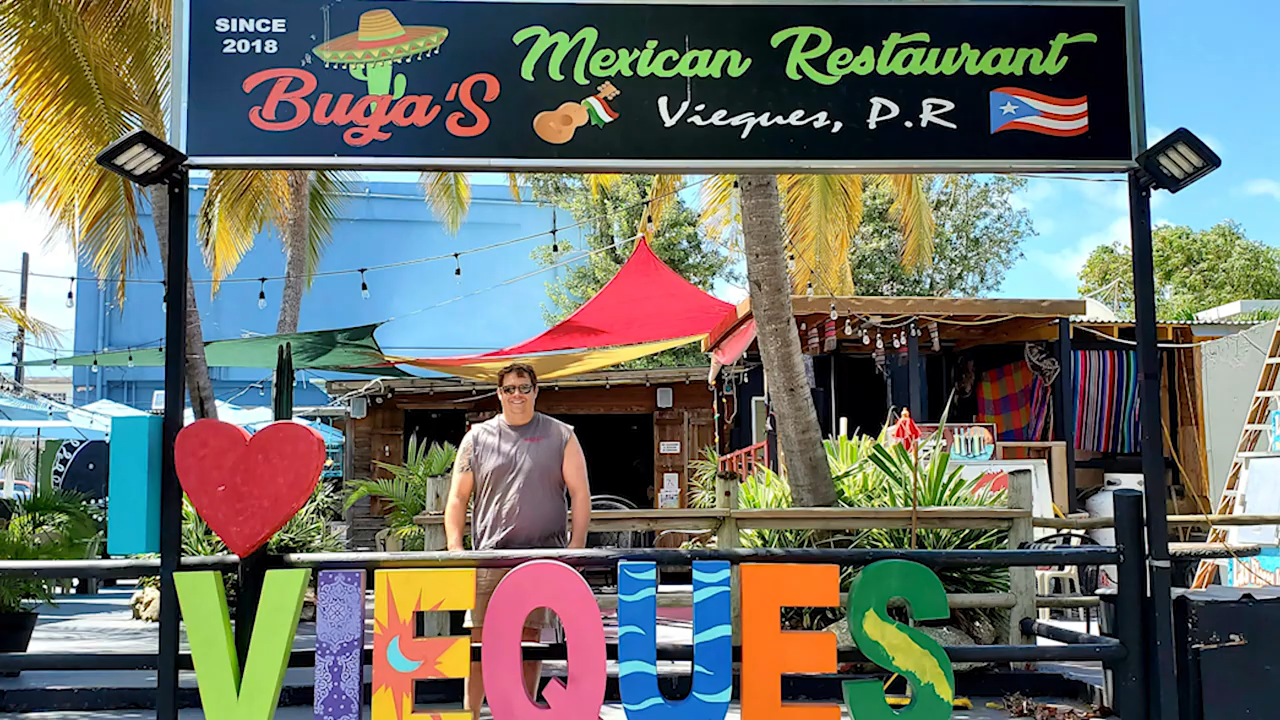 SINCE
2018
Buga'S
Mexican Restaurant
Vieques, P.R
I
VIEQUES